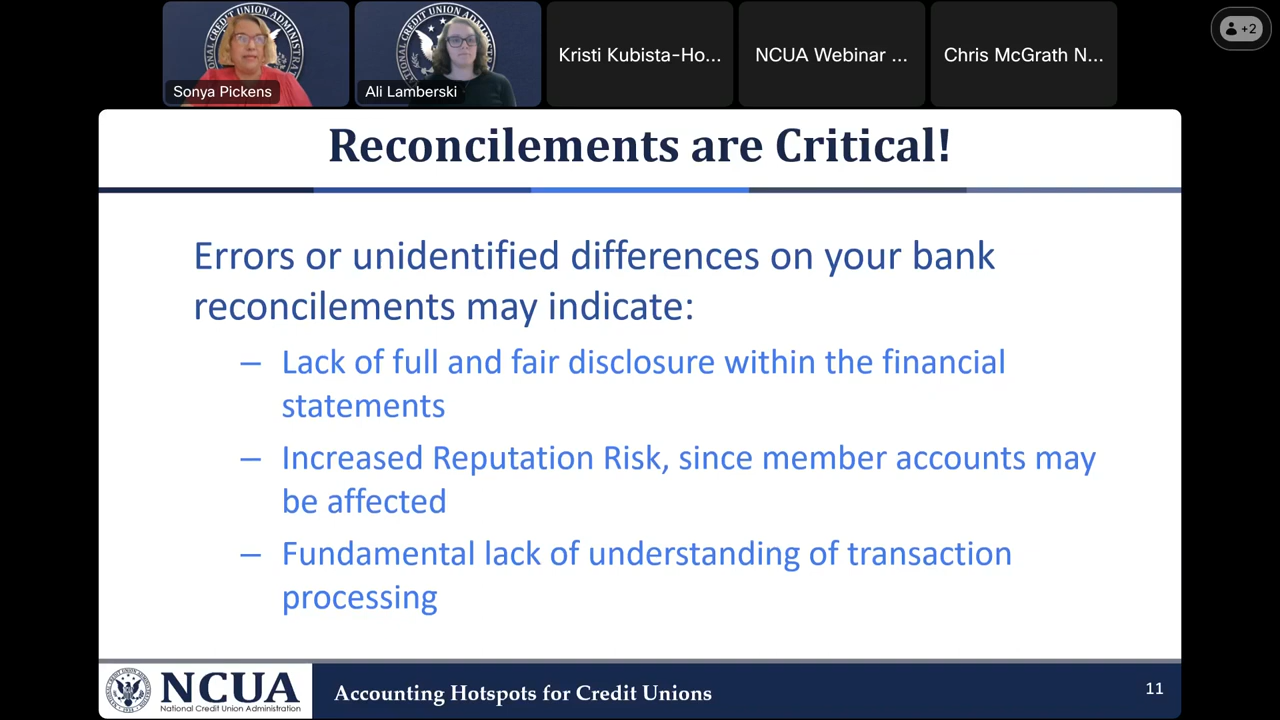 Sonya Pickens
Ali Lamberski
Kristi Kubista-Ho...
NCUA Webinar ...
Chris McGrath N...
+2
Reconcilements are Critical!
Errors or unidentified differences on your bank
reconcilements may indicate:
– Lack of full and fair disclosure within the financial
statements
– Increased Reputation Risk, since member accounts may
be affected
– Fundamental lack of understanding of transaction
processing
NCUA
National Credit Union Administration
Accounting Hotspots for Credit Unions
11